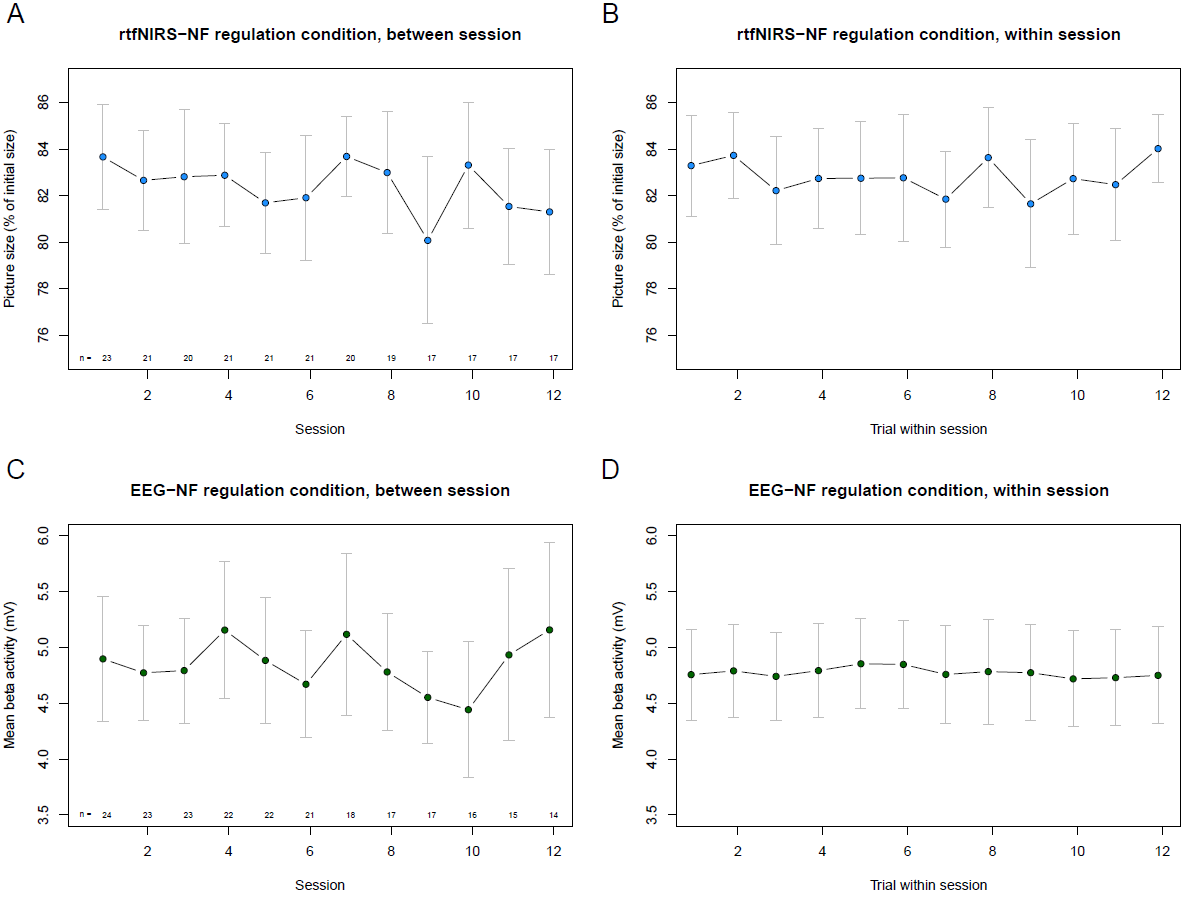 A
rtfNIRS−NF regulation condition, between session
Picture size (% of initial size)
86
84
82
80
78
76
n = 23 21 20 21 21 21 20 19 17 17 17 17
2 4 6 8 10 12
Session
B
rtfNIRS−NF regulation condition, within session
Picture size (% of initial size)
86
84
82
80
78
76
2 4 6 8 10 12
Trial within session
C
EEG−NF regulation condition, between session
Mean beta activity (mV)
6.0
5.5
5.0
4.5
4.0
3.5
n = 24 23 23 22 22 21 18 17 17 16 15 14
2 4 6 8 10 12
Session
D
EEG−NF regulation condition, within session
Mean beta activity (mV)
6.0
5.5
5.0
4.5
4.0
3.5
2 4 6 8 10 12
Trial within session